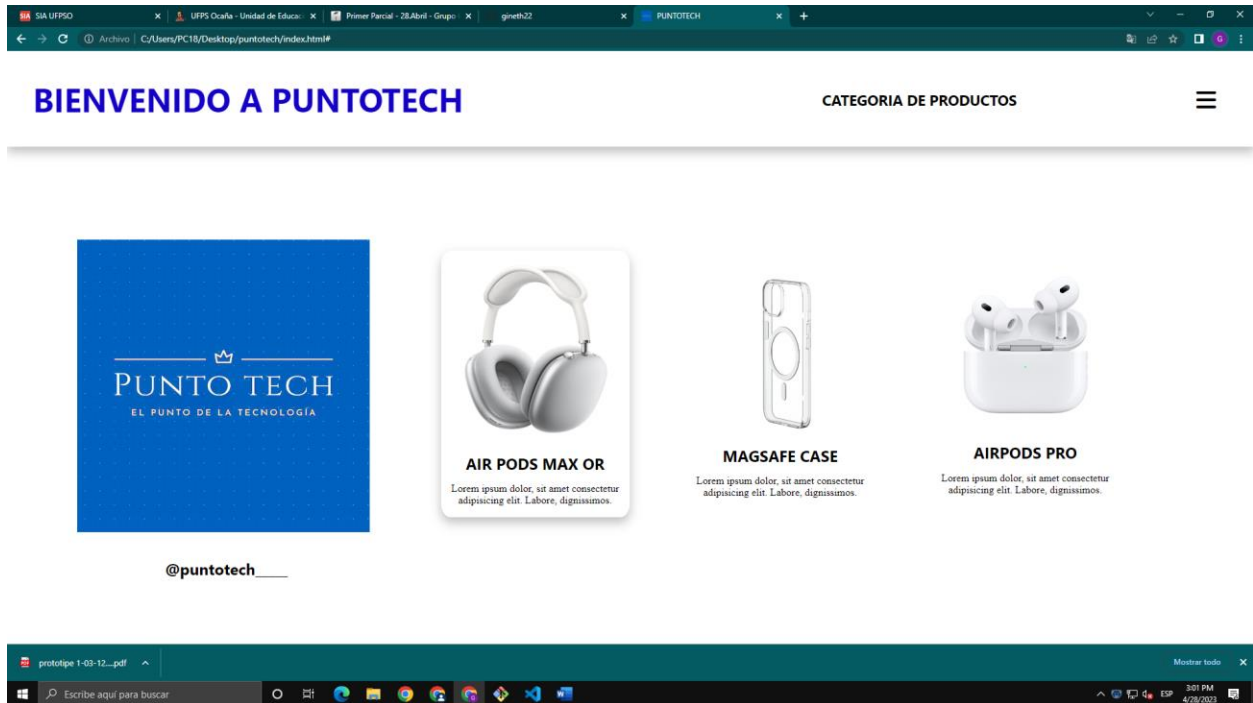 SIA UFPSO
UFPS Ocaña - Unidad de Educac
Primer Parcial - 28.Abril - Grupo
gineth22
PUNTOTECH
Archivo
C:/Users/PC18/Desktop/puntotech/index.html#
G
BIENVENIDO A PUNTOTECH
CATEGORIA DE PRODUCTOS
PUNTO TECH
EL PUNTO DE LA TECNOLOGÍA
@puntotech____
AIR PODS MAX OR
Lorem ipsum dolor, sit amet consectetur
adipisicing elit. Labore, dignissimos.
MAGSAFE CASE
Lorem ipsum dolor, sit amet consectetur
adipisicing elit. Labore, dignissimos.
AIRPODS PRO
Lorem ipsum dolor, sit amet consectetur
adipisicing elit. Labore, dignissimos.
prototipe 1-03-12....pdf
Mostrar todo
Escribe aquí para buscar
ESP
3:01 PM
4/28/2023